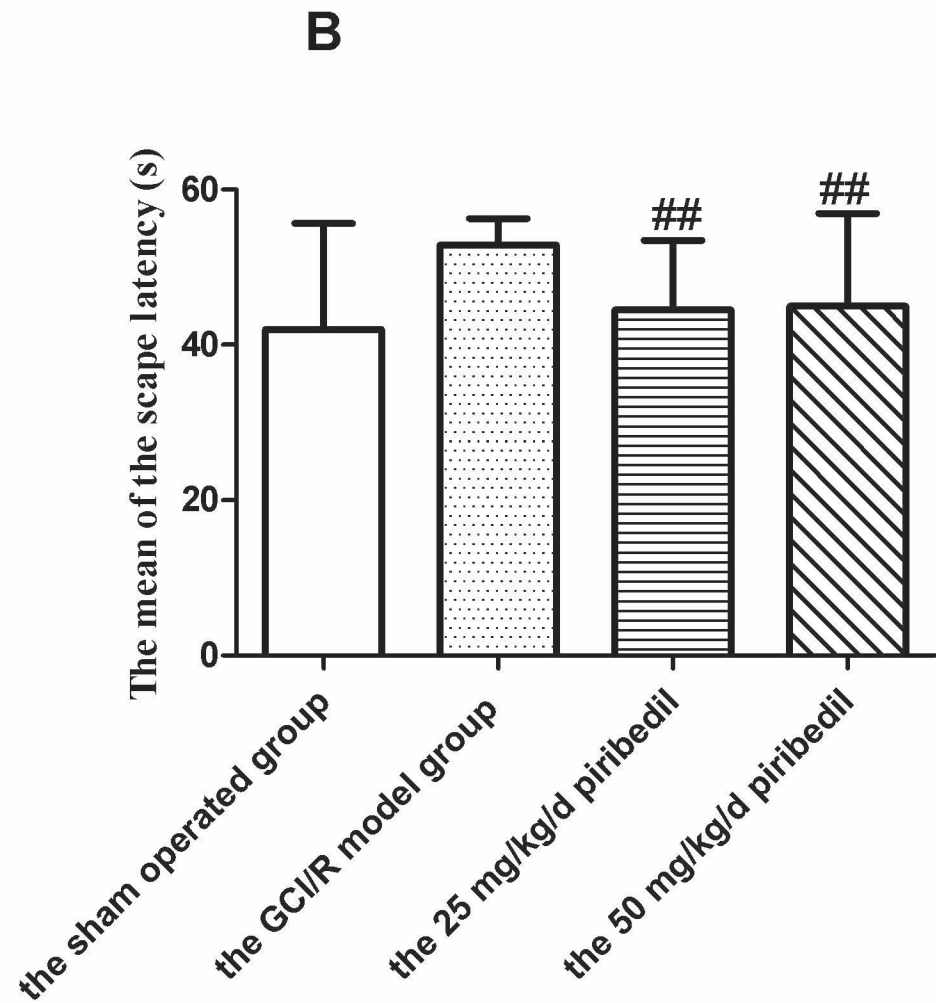 B
The mean of the scape latency (s)
60
40
20
0
##
##
the sham operated group
the GCI/R model group
the 25 mg/kg/d piribedil
the 50 mg/kg/d piribedil